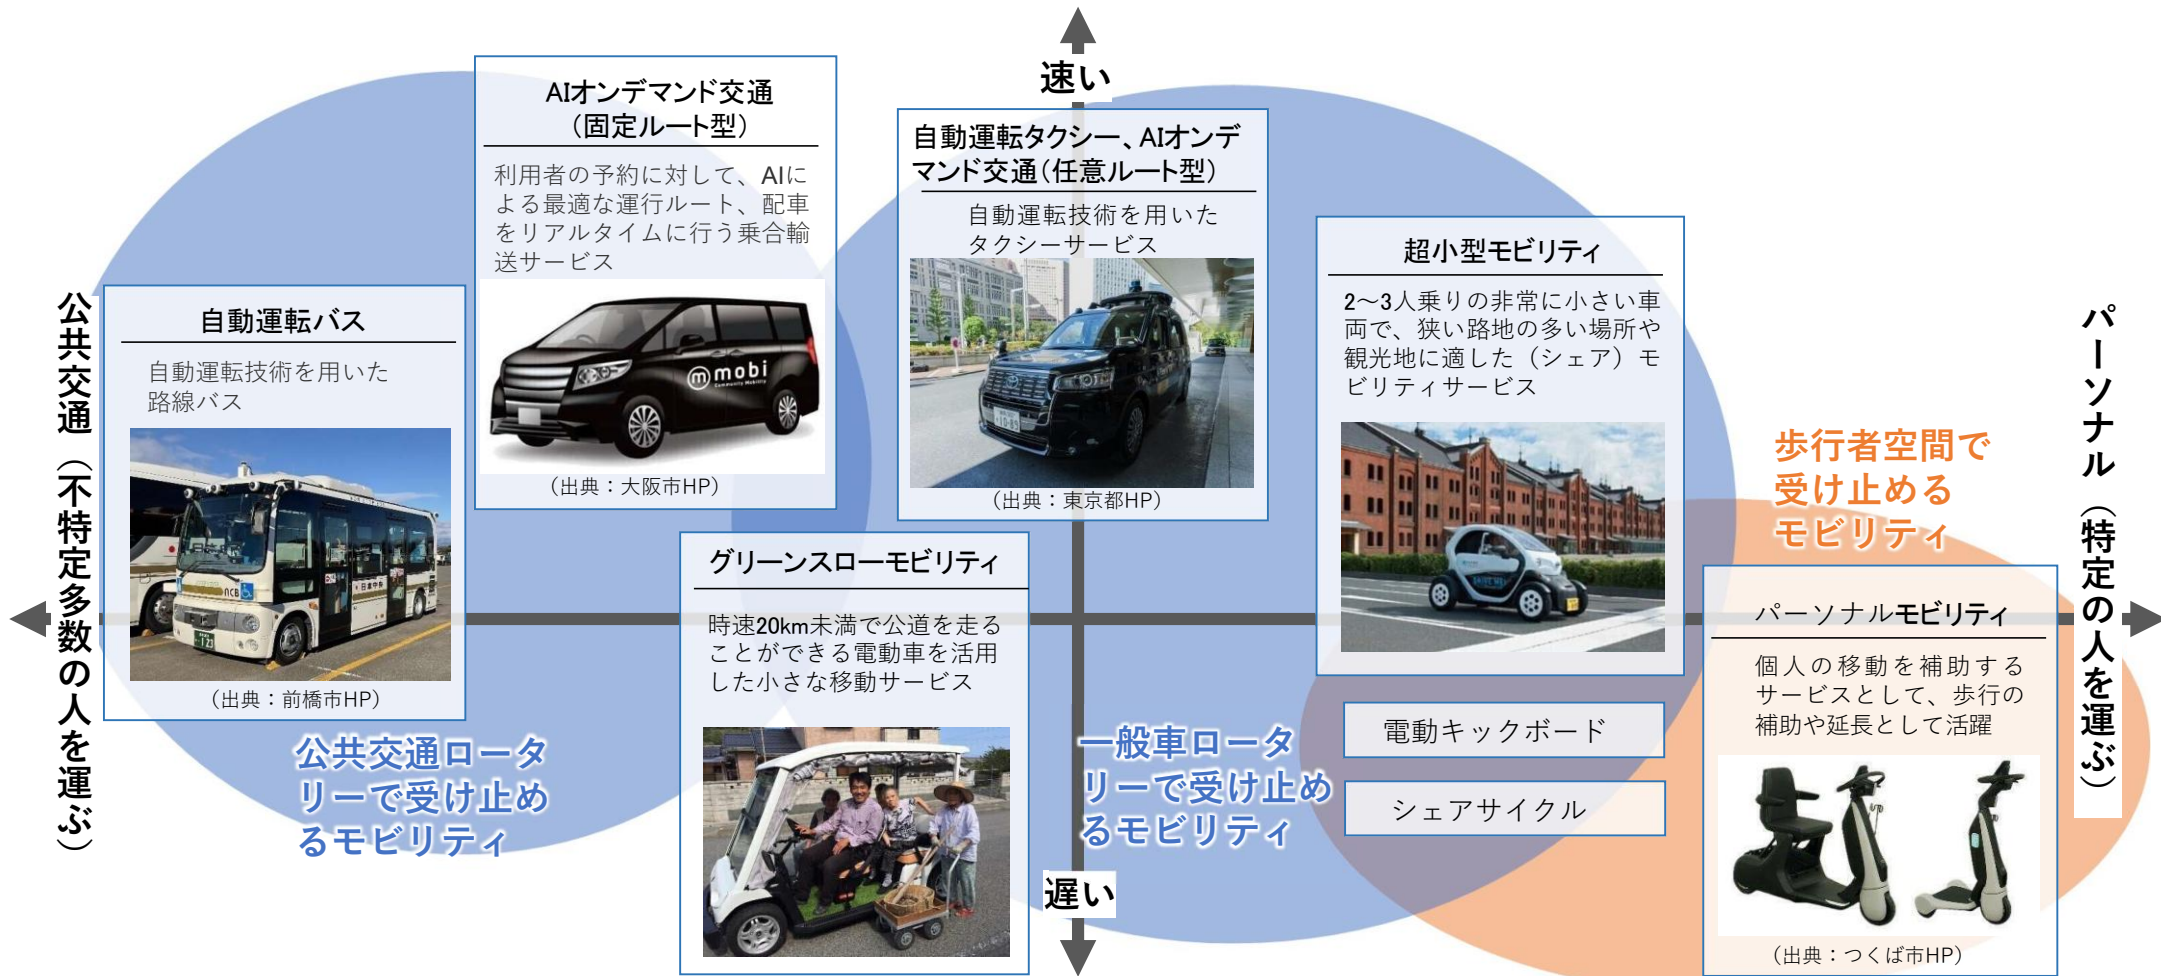 速い
AIオンデマンド交通
（固定ルート型）
利用者の予約に対して、AIに
よる最適な運行ルート、配車
をリアルタイムに行う乗合輸
送サービス
mobi
Community Mobility
（出典：大阪市HP）
自動運転タクシー、AIオンデ
マンド交通（任意ルート型）
自動運転技術を用いた
タクシーサービス
（出典：東京都HP）
超小型モビリティ
2～3人乗りの非常に小さい車
両で、狭い路地の多い場所や
観光地に適した（シェア）モ
ビリティサービス
公共交通（不特定多数の人を運ぶ）
自動運転バス
自動運転技術を用いた
路線バス
日本中央
NCB
（出典：前橋市HP）
グリーンスローモビリティ
時速20km未満で公道を走る
ことができる電動車を活用
した小さな移動サービス
歩行者空間で
受け止める
モビリティ
パーソナル（特定の人を運ぶ）
パーソナルモビリティ
個人の移動を補助する
サービスとして、歩行の
補助や延長として活躍
（出典：つくば市HP）
公共交通ロータ
リーで受け止め
るモビリティ
一般車ロータ
リーで受け止め
るモビリティ
電動キックボード
シェアサイクル
遅い